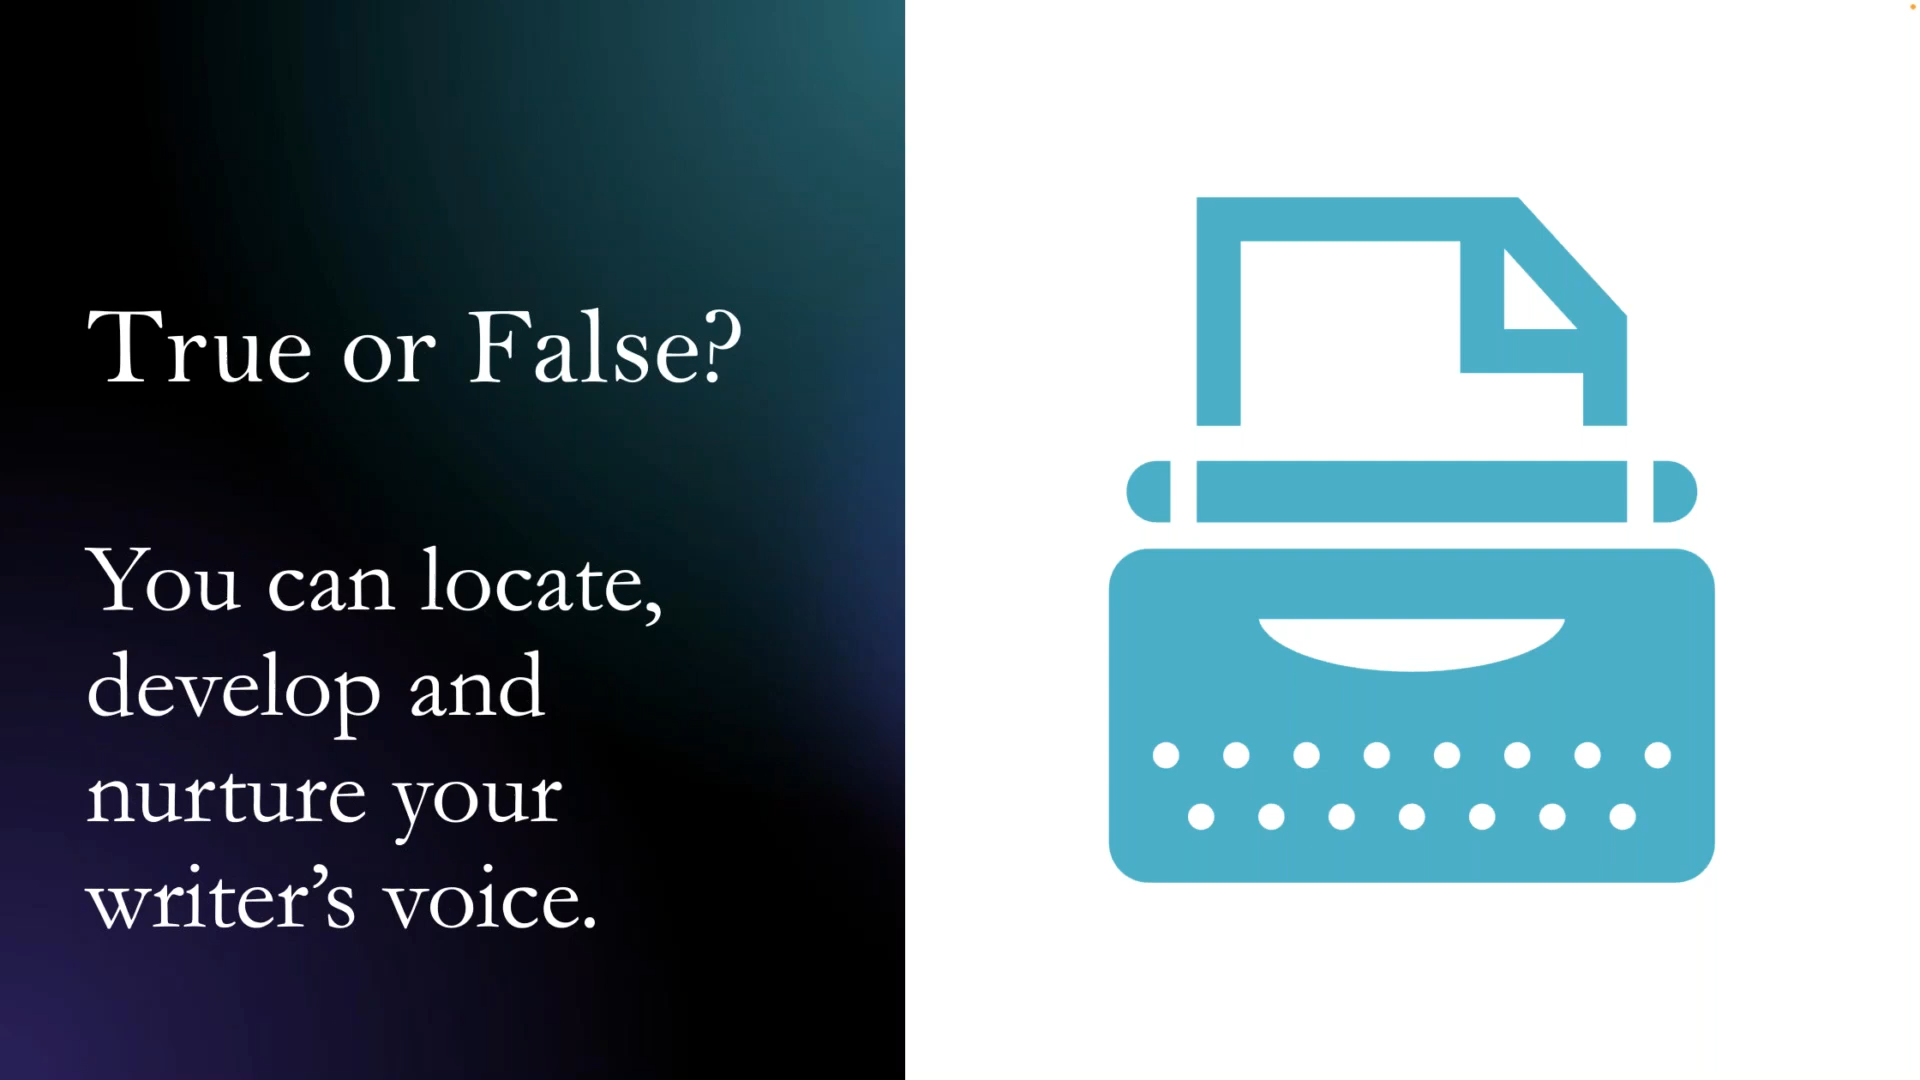 True or False?
You can locate,
develop and
nurture your
writer’s voice.